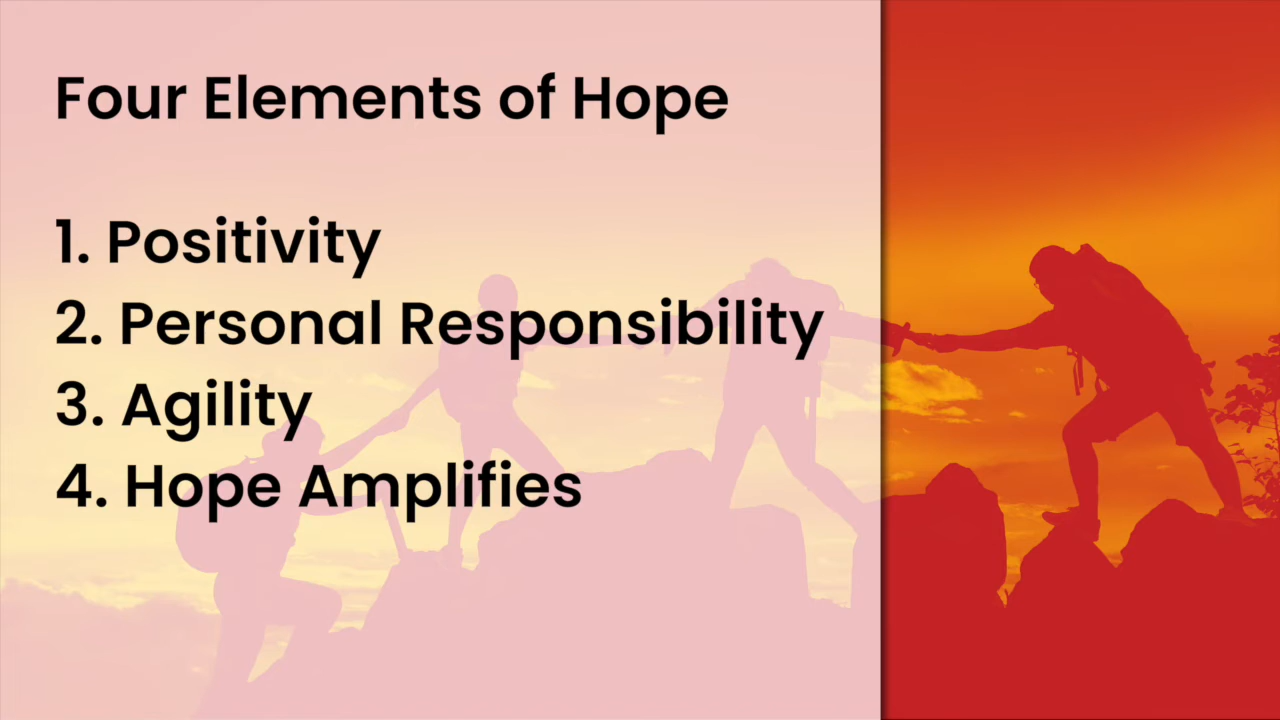 Four Elements of Hope
1. Positivity
2. Personal Responsibility
3. Agility
4. Hope Amplifies